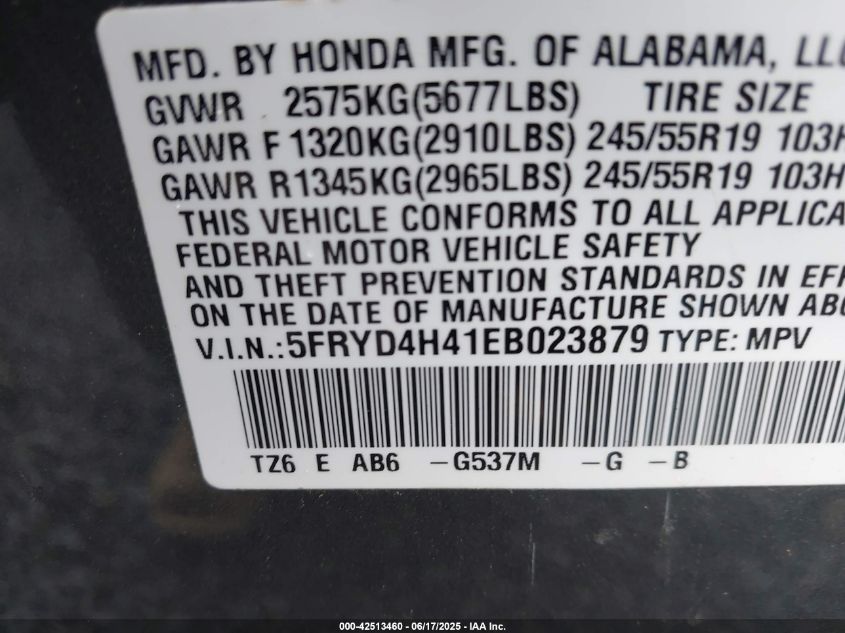 MFD. BY HONDA MFG. OF ALABAMA, LLC
GVWR 2575KG(5677LBS) TIRE SIZE
GAWR F 1320KG(2910LBS) 245/55R19 103H
GAWR R1345KG(2965LBS) 245/55R19 103H
THIS VEHICLE CONFORMS TO ALL APPLICA
FEDERAL MOTOR VEHICLE SAFETY
AND THEFT PREVENTION STANDARDS IN EFF
ON THE DATE OF MANUFACTURE SHOWN ABO
V.I.N.:5FRYD4H41EB023879 TYPE: MPV
TZ6 E AB6 -G537M -G -B
000-42513460 - 06/17/2025 - IAA Inc.